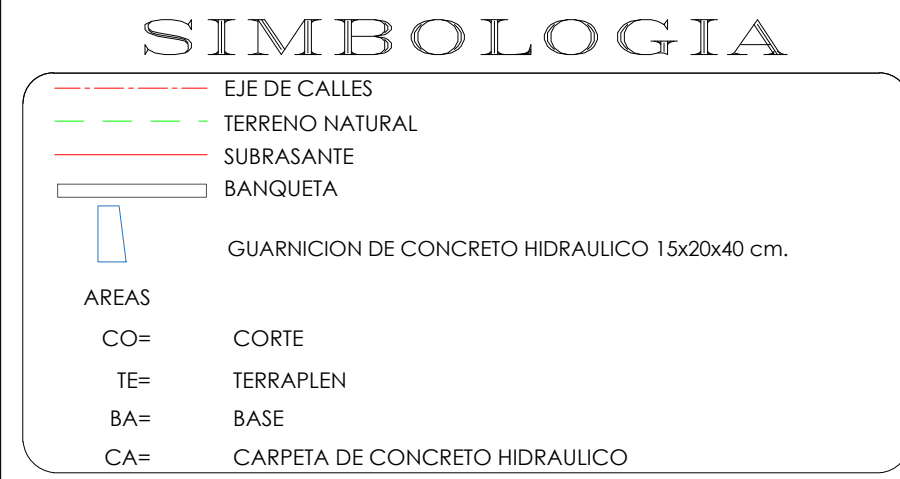 SIMBOLOGIA
EJE DE CALLES
TERRENO NATURAL
SUBRASANTE
BANQUETA
GUARNICION DE CONCRETO HIDRAULICO 15x20x40 cm.
AREAS
CO= CORTE
TE= TERRAPLEN
BA= BASE
CA= CARPETA DE CONCRETO HIDRAULICO